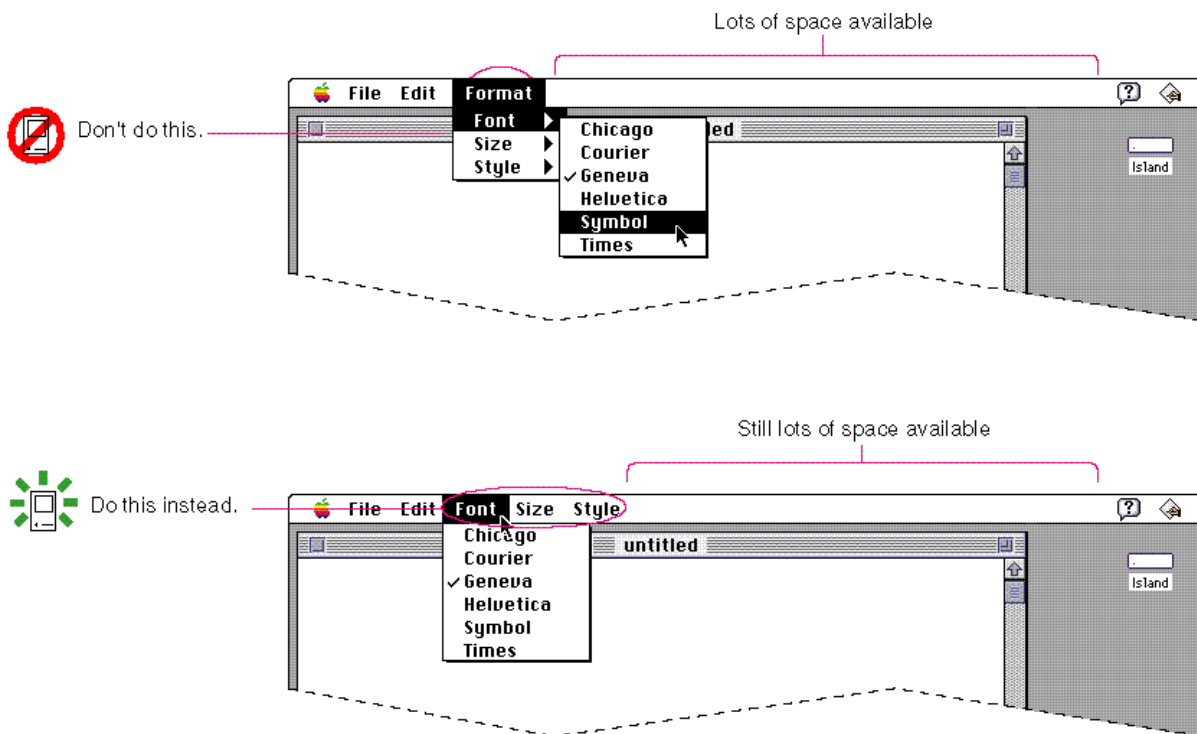 Lots of space available
File Edit Format
Don't do this.
Font
Size
Style
Chicago
Courier
Geneva
Helvetica
Symbol
Times
led
Island
Still lots of space available
Do this instead.
File Edit Font Size Style
untitled
Chicago
Courier
Geneva
Helvetica
Symbol
Times
Island